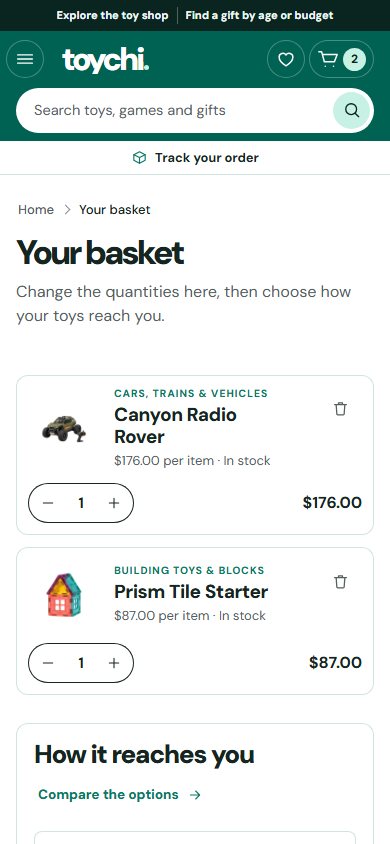 Explore the toy shop
Find a gift by age or budget
toychi.
2
Search toys, games and gifts
Track your order
Home
Your basket
Your basket
Change the quantities here, then choose how
your toys reach you.
CARS, TRAINS & VEHICLES
Canyon Radio
Rover
$176.00 per item · In stock
1
$176.00
BUILDING TOYS & BLOCKS
Prism Tile Starter
$87.00 per item · In stock
1
$87.00
How it reaches you
Compare the options